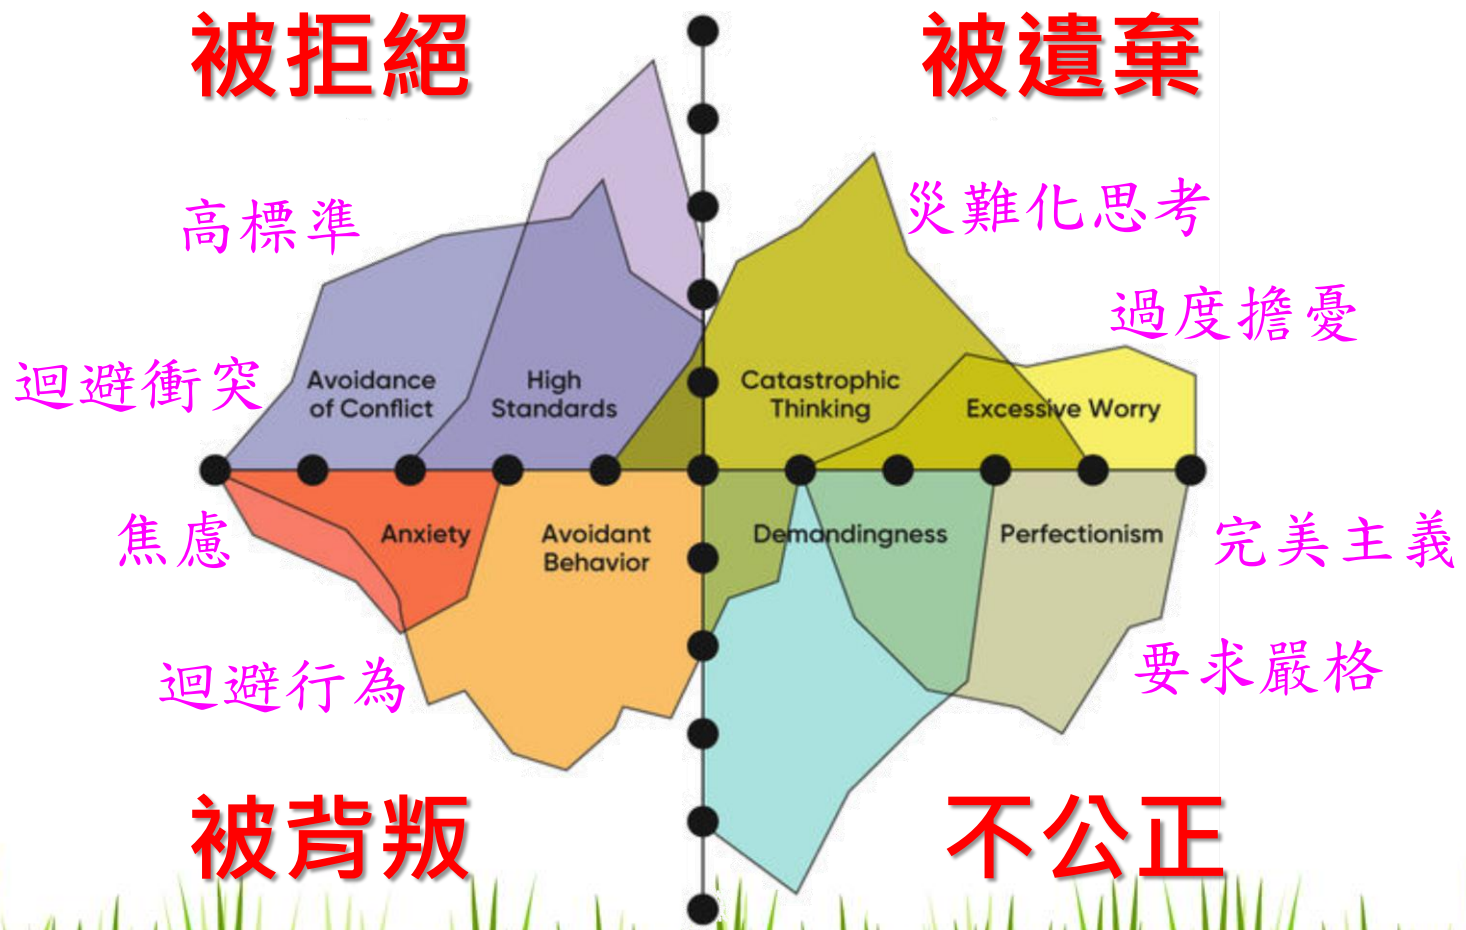 被拒絕
被遺棄
高標準
災難化思考
過度擔憂
迴避衝突
Avoidance
of Conflict
High
Standards
Catastrophic
Thinking
Excessive Worry
焦慮
Anxiety
Avoidant
Behavior
Demandingness
Perfectionism
完美主義
迴避行為
要求嚴格
被背叛
不公正